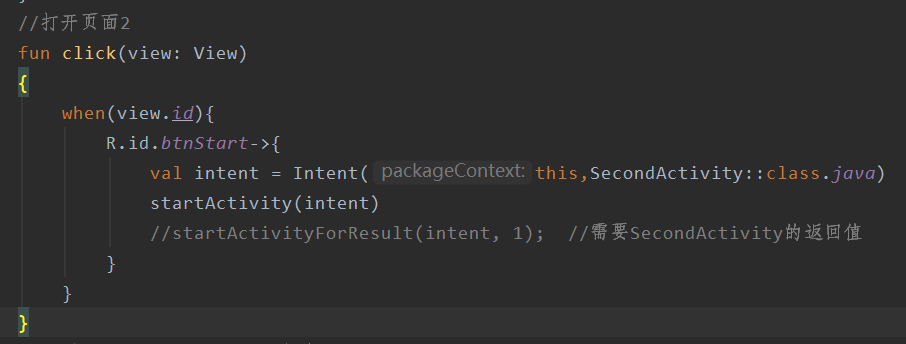 //打开页面2
fun click(view: View)
{
when(view.id){
R.id.btnStart->{
val intent = Intent( packageContext: this,SecondActivity::class.java)
startActivity(intent)
//startActivityForResult(intent, 1);  //需要SecondActivity的返回值
}
}
}